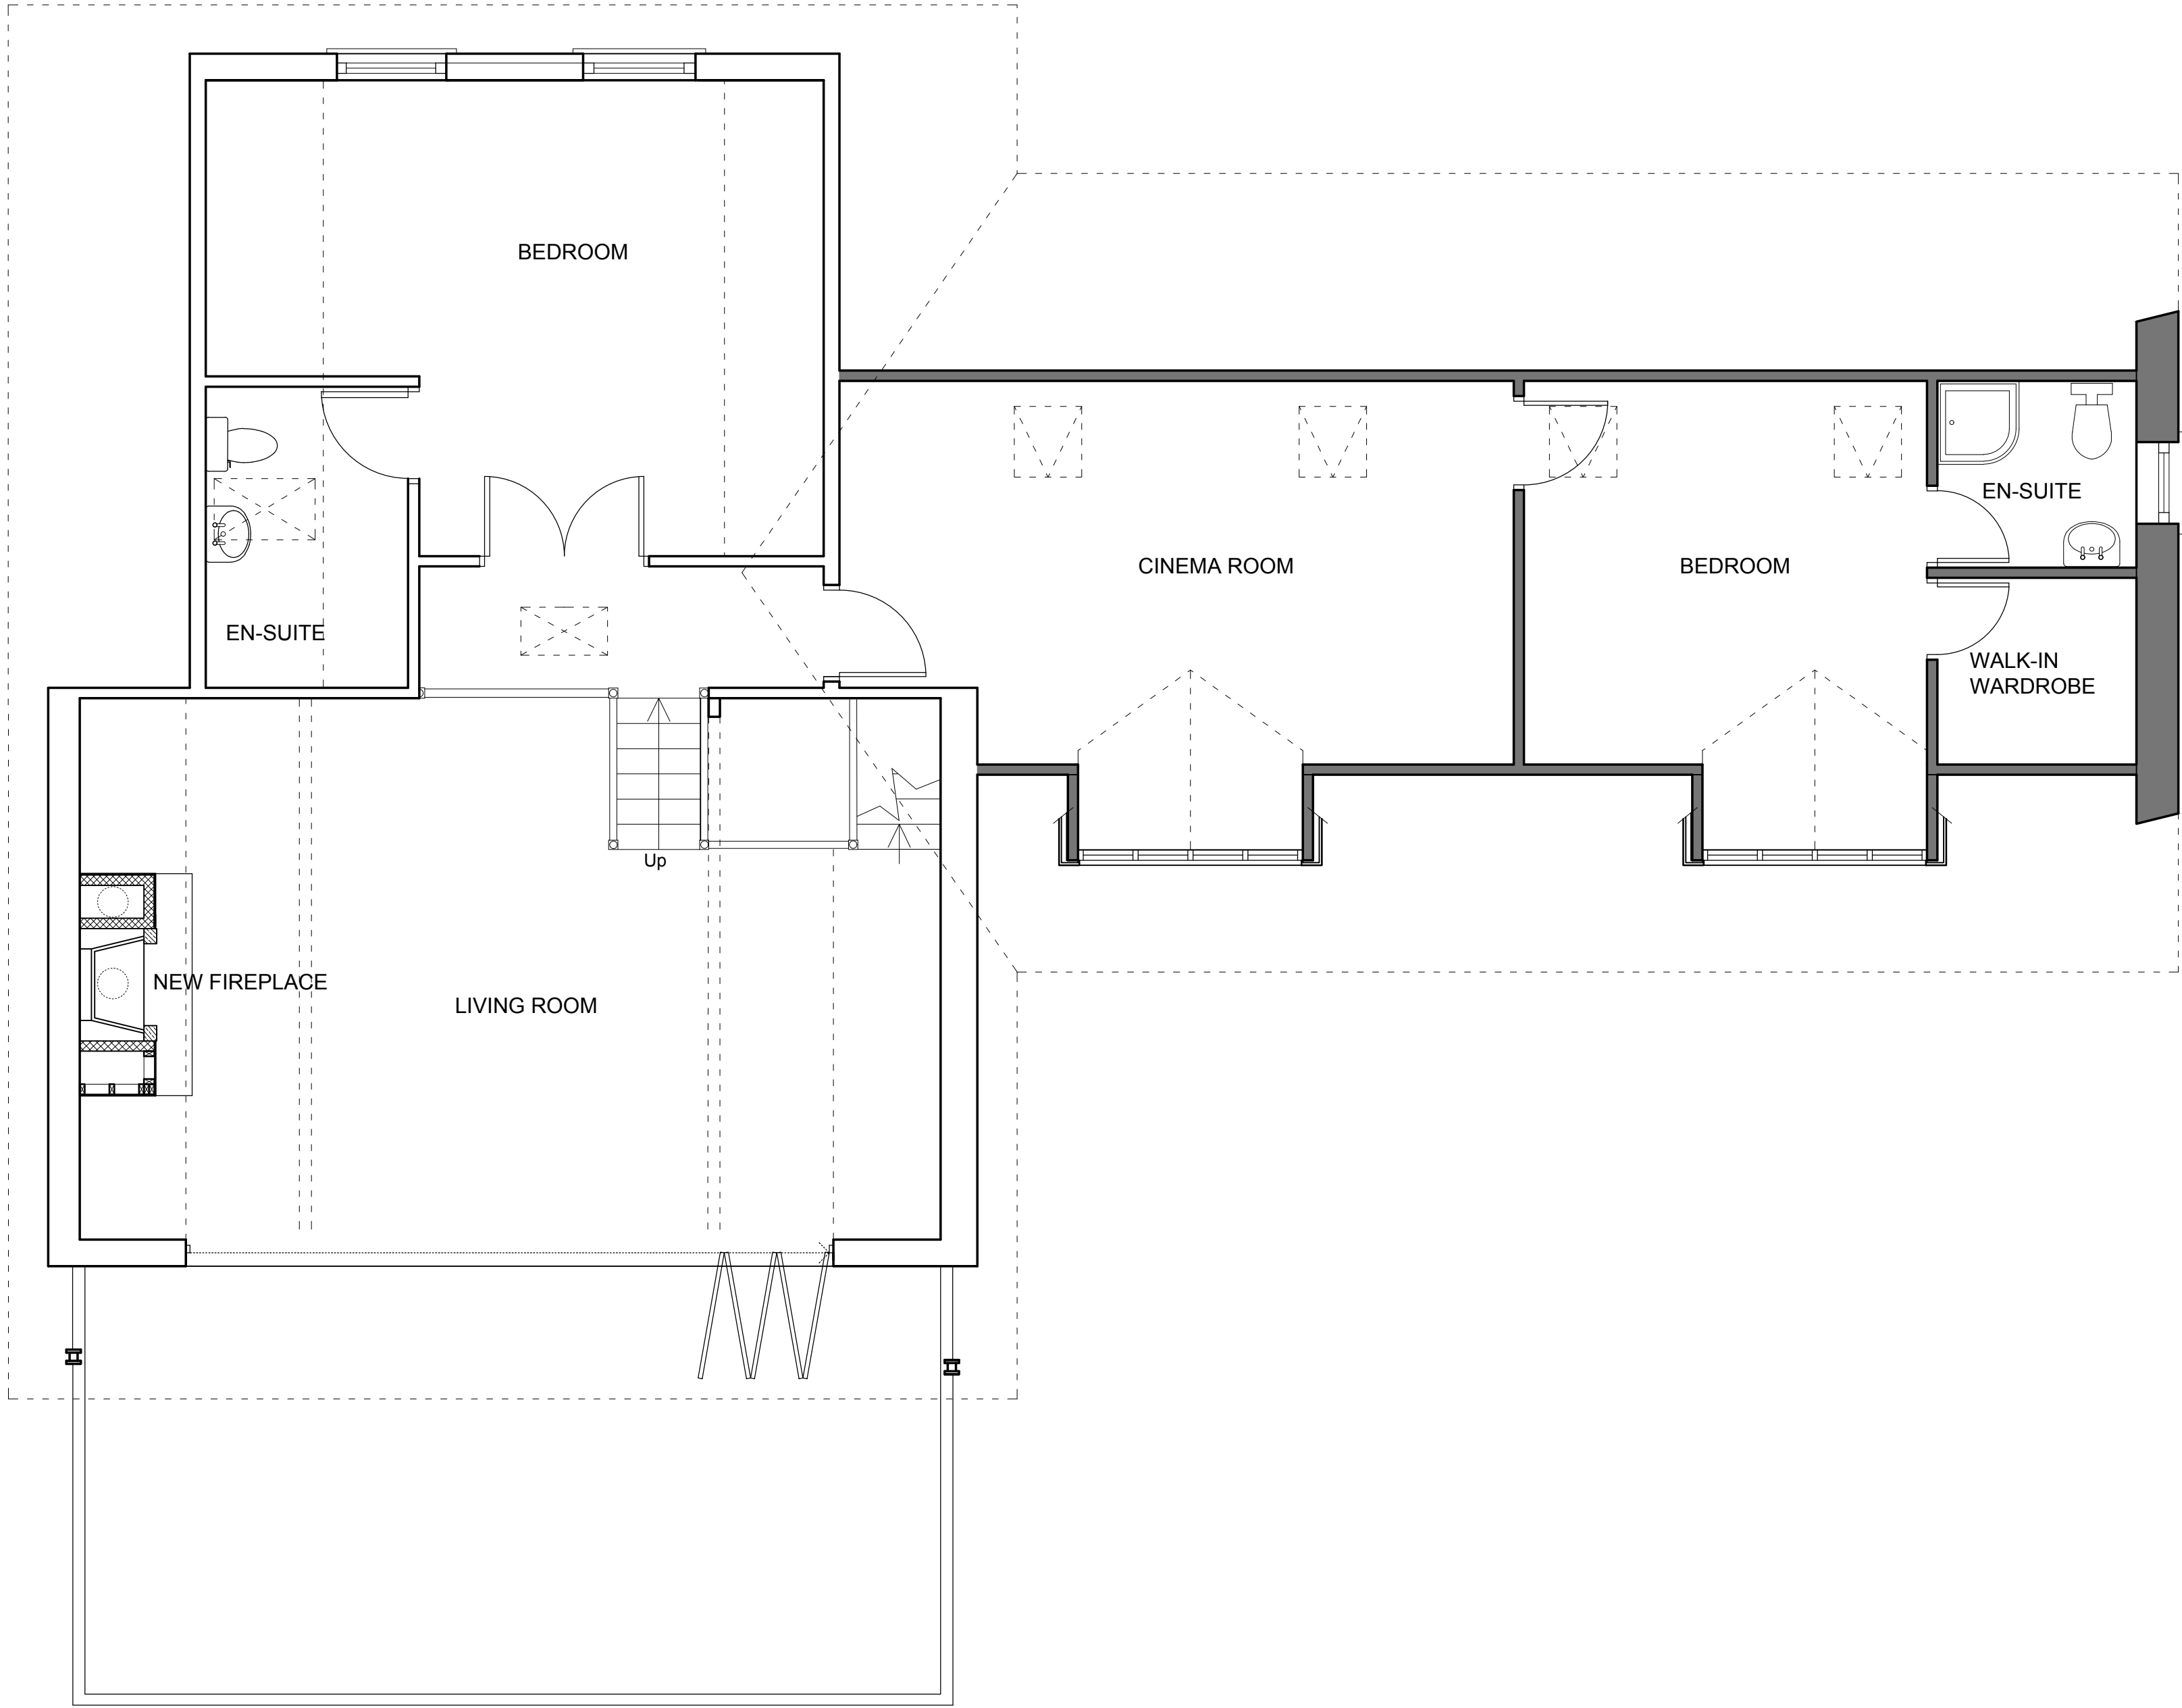 BEDROOM
EN-SUITE
CINEMA ROOM
BEDROOM
EN-SUITE
WALK-IN
WARDROBE
Up
NEW FIREPLACE
LIVING ROOM